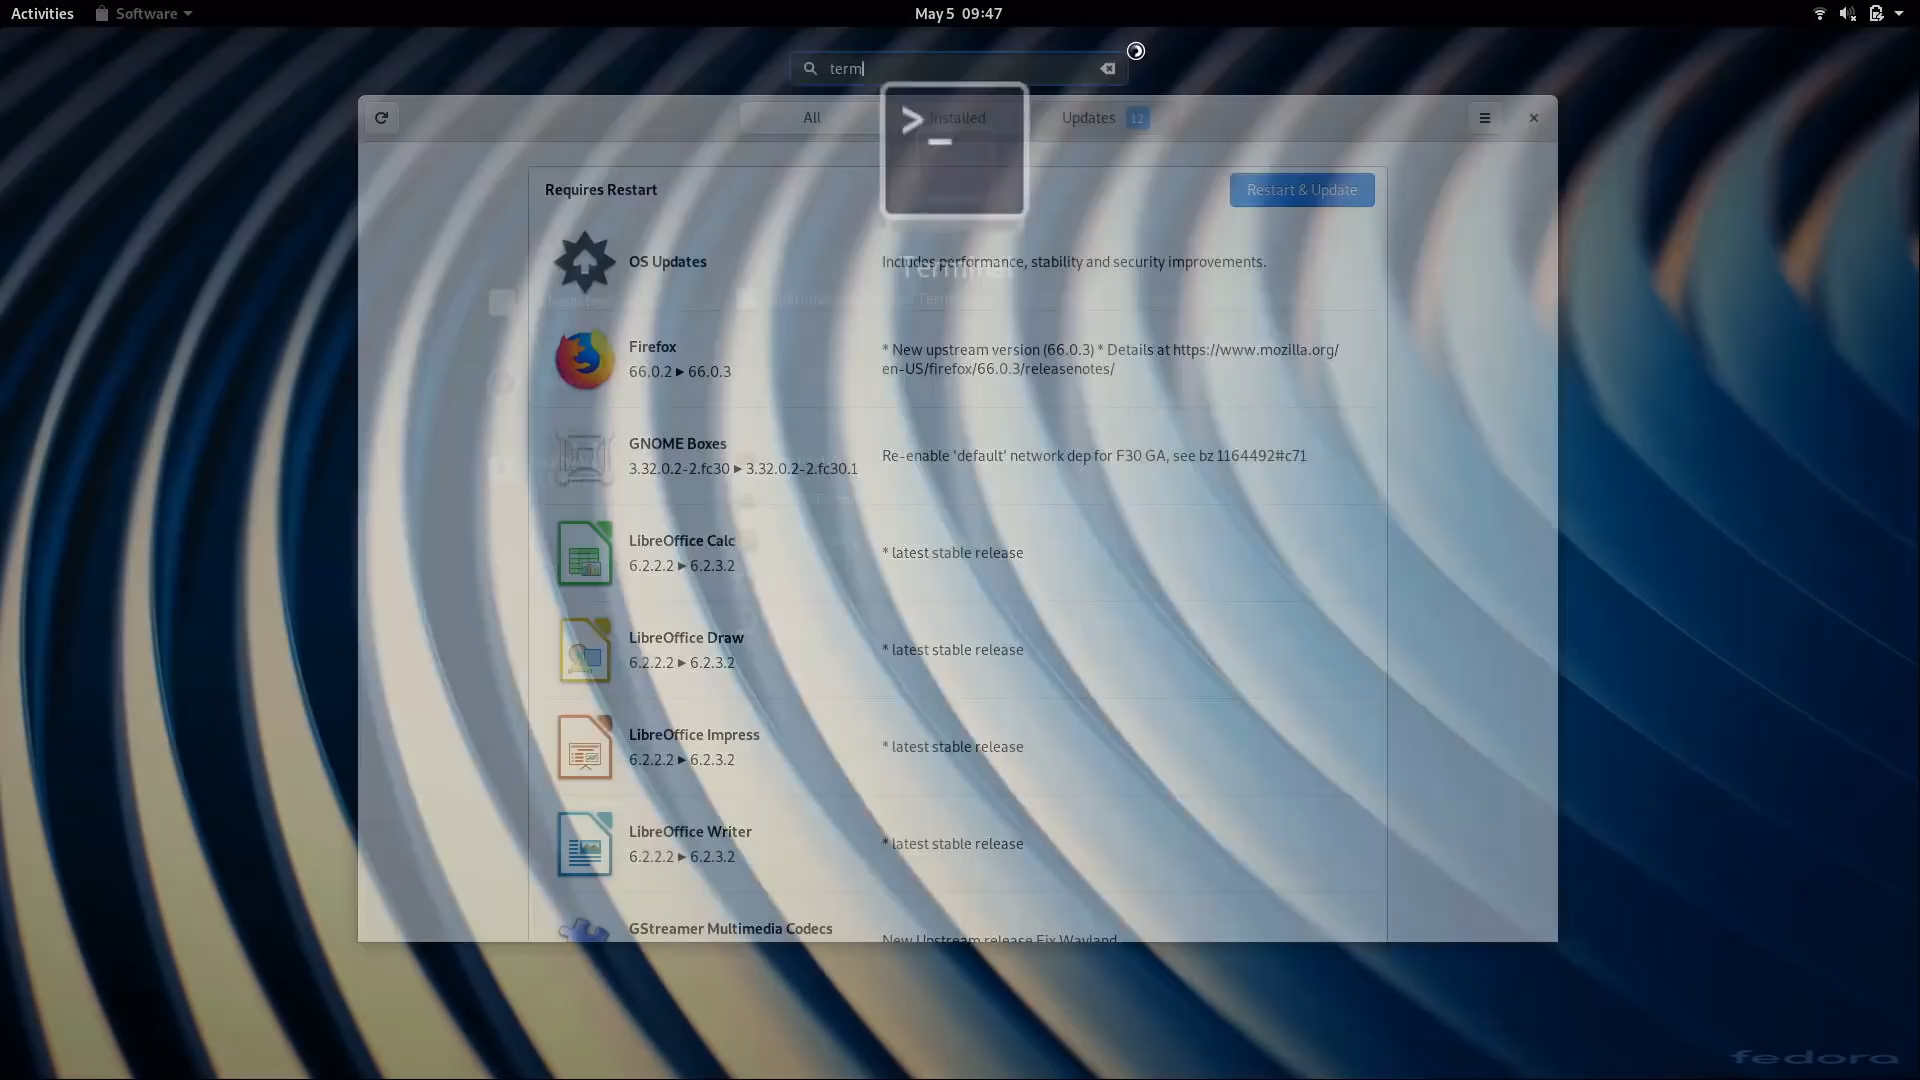 Activities Software May 5 09:47
term
All Installed Updates 12
Requires Restart Restart & Update
OS Updates Includes performance, stability and security improvements.
Terminal
Firefox
66.0.2 ▸ 66.0.3
* New upstream version (66.0.3) * Details at https://www.mozilla.org/
en-US/firefox/66.0.3/releasenotes/
GNOME Boxes
3.32.0.2-2.fc30 ▸ 3.32.0.2-2.fc30.1
Re-enable 'default' network dep for F30 GA, see bz 1164492#c71
LibreOffice Calc
6.2.2.2 ▸ 6.2.3.2
* latest stable release
LibreOffice Draw
6.2.2.2 ▸ 6.2.3.2
* latest stable release
LibreOffice Impress
6.2.2.2 ▸ 6.2.3.2
* latest stable release
LibreOffice Writer
6.2.2.2 ▸ 6.2.3.2
* latest stable release
GStreamer Multimedia Codecs
New Upstream release Fix Wayland
fedora